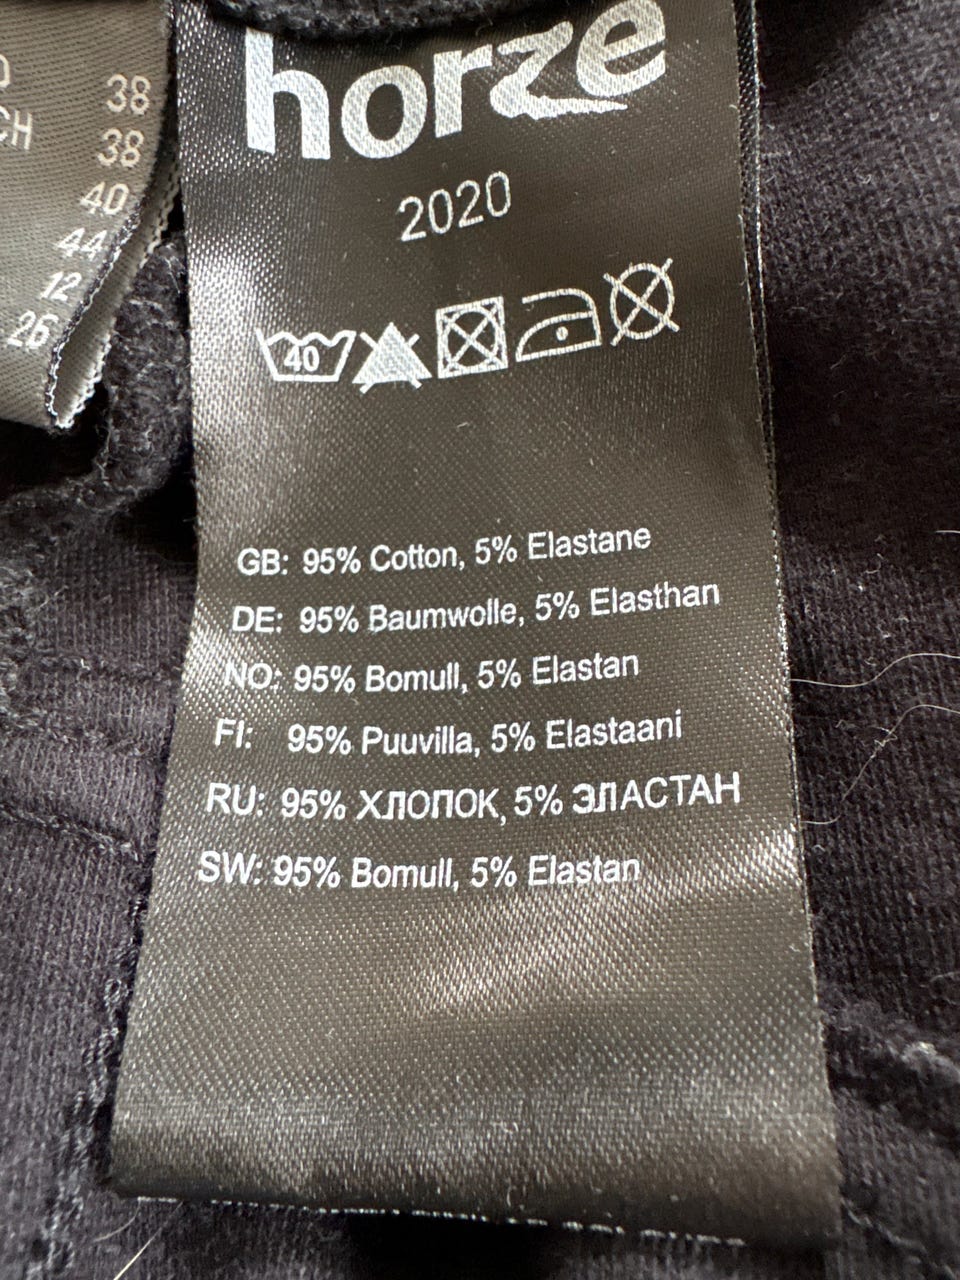 CH
38
38
40
44
12
26
horze
2020
40
GB: 95% Cotton, 5% Elastane
DE: 95% Baumwolle, 5% Elasthan
NO: 95% Bomull, 5% Elastan
FI: 95% Puuvilla, 5% Elastaani
RU: 95% ХЛОПОК, 5% ЭЛАСТАН
SW: 95% Bomull, 5% Elastan